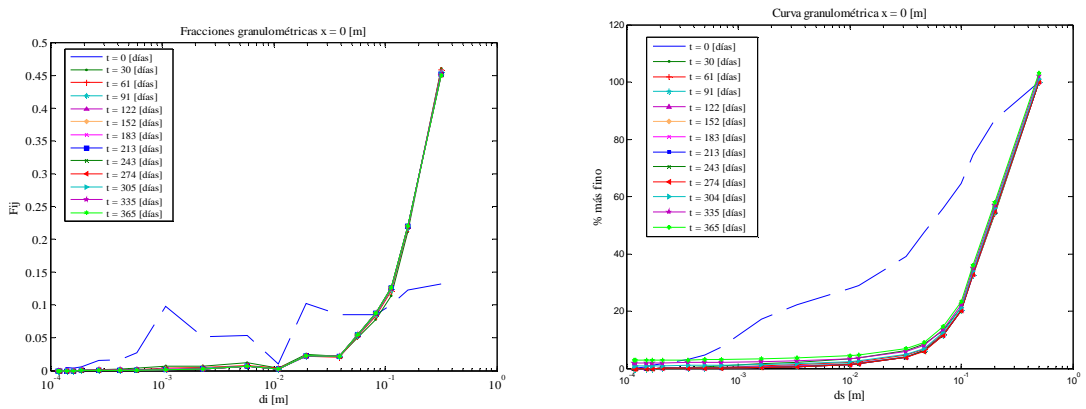 Fracciones granulométricas x = 0 [m]
0.5
0.45
0.4
0.35
0.3
0.25
0.2
0.15
0.1
0.05
0
Fij
t = 0 [días]
t = 30 [días]
t = 61 [días]
t = 91 [días]
t = 122 [días]
t = 152 [días]
t = 183 [días]
t = 213 [días]
t = 243 [días]
t = 274 [días]
t = 305 [días]
t = 335 [días]
t = 365 [días]
10⁻⁴ 10⁻³ 10⁻² 10⁻¹ 10⁰
di [m]
Curva granulométrica x = 0 [m]
120
100
80
60
40
20
0
% más fino
t = 0 [días]
t = 30 [días]
t = 61 [días]
t = 91 [días]
t = 122 [días]
t = 152 [días]
t = 183 [días]
t = 213 [días]
t = 243 [días]
t = 274 [días]
t = 304 [días]
t = 335 [días]
t = 365 [días]
10⁻⁴ 10⁻³ 10⁻² 10⁻¹ 10⁰
ds [m]